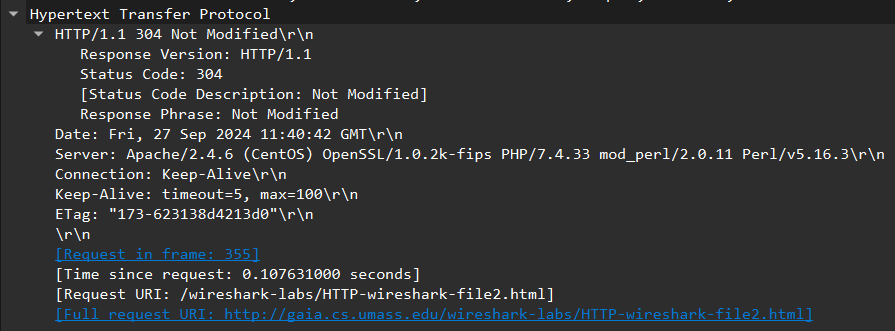 Hypertext Transfer Protocol
HTTP/1.1 304 Not Modified\r\n
Response Version: HTTP/1.1
Status Code: 304
[Status Code Description: Not Modified]
Response Phrase: Not Modified
Date: Fri, 27 Sep 2024 11:40:42 GMT\r\n
Server: Apache/2.4.6 (CentOS) OpenSSL/1.0.2k-fips PHP/7.4.33 mod_perl/2.0.11 Perl/v5.16.3\r\n
Connection: Keep-Alive\r\n
Keep-Alive: timeout=5, max=100\r\n
ETag: "173-623138d4213d0"\r\n
\r\n
[Request in frame: 355]
[Time since request: 0.107631000 seconds]
[Request URI: /wireshark-labs/HTTP-wireshark-file2.html]
[Full request URI: http://gaia.cs.umass.edu/wireshark-labs/HTTP-wireshark-file2.html]